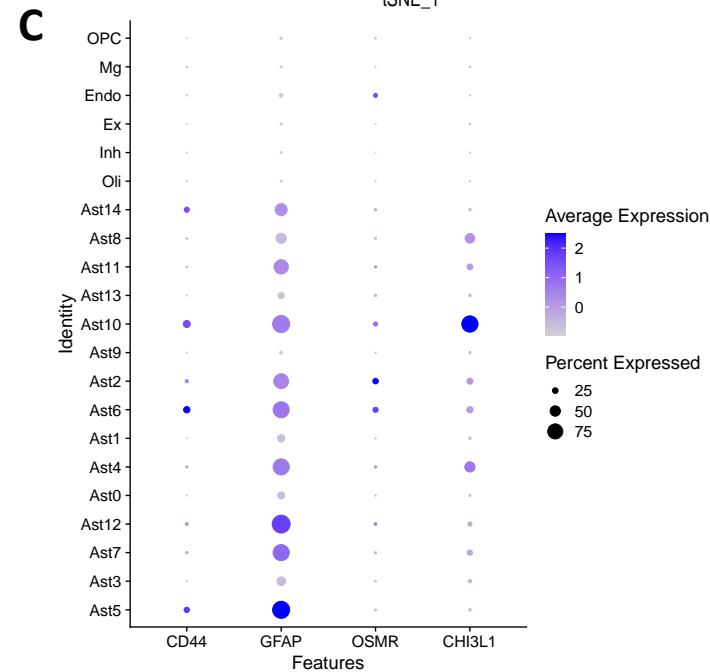 tSNE_1
C
OPC
Mg
Endo
Ex
Inh
Oli
Ast14
Ast8
Ast11
Ast13
Ast10
Ast9
Ast2
Ast6
Ast1
Ast4
Ast0
Ast12
Ast7
Ast3
Ast5
Identity
CD44 GFAP OSMR CHI3L1
Features
Average Expression
2
1
0
Percent Expressed
25
50
75